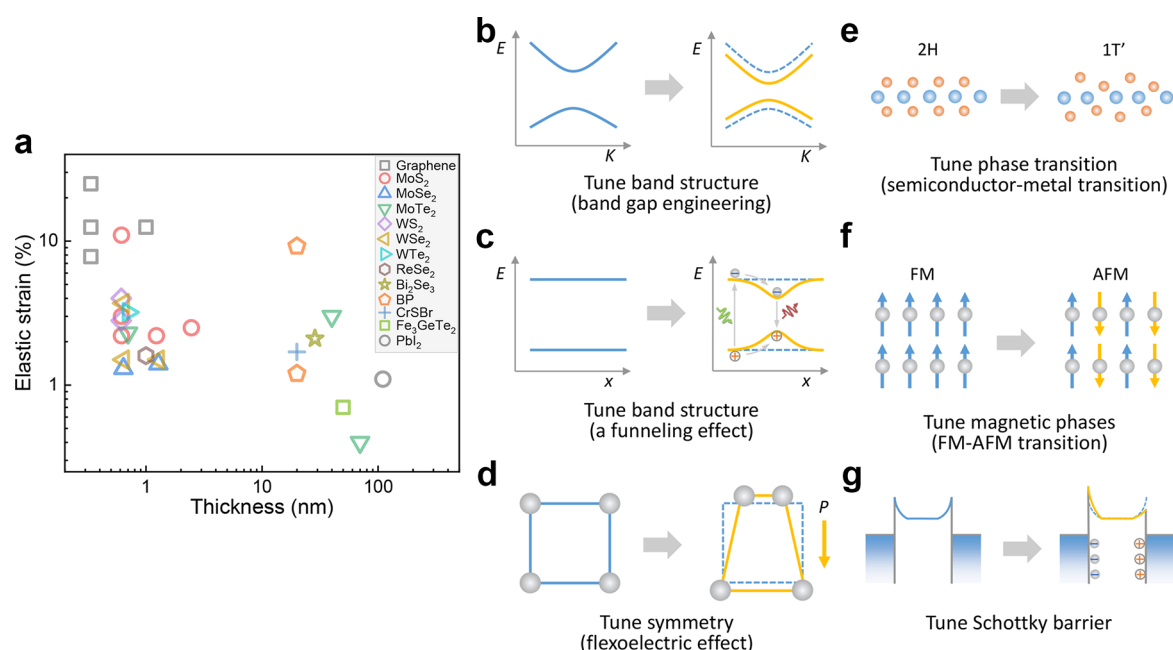 a
Elastic strain (%)
10
1
1
10
100
Thickness (nm)
Graphene
MoS₂
MoSe₂
MoTe₂
WS₂
WSe₂
WTe₂
ReSe₂
Bi₂Se₃
BP
CrSBr
Fe₃GeTe₂
PbI₂
b
E
K
E
K
Tune band structure
(band gap engineering)
c
E
x
E
x
Tune band structure
(a funneling effect)
d
P
Tune symmetry
(flexoelectric effect)
e
2H
1T’
Tune phase transition
(semiconductor-metal transition)
f
FM
AFM
Tune magnetic phases
(FM-AFM transition)
g
Tune Schottky barrier